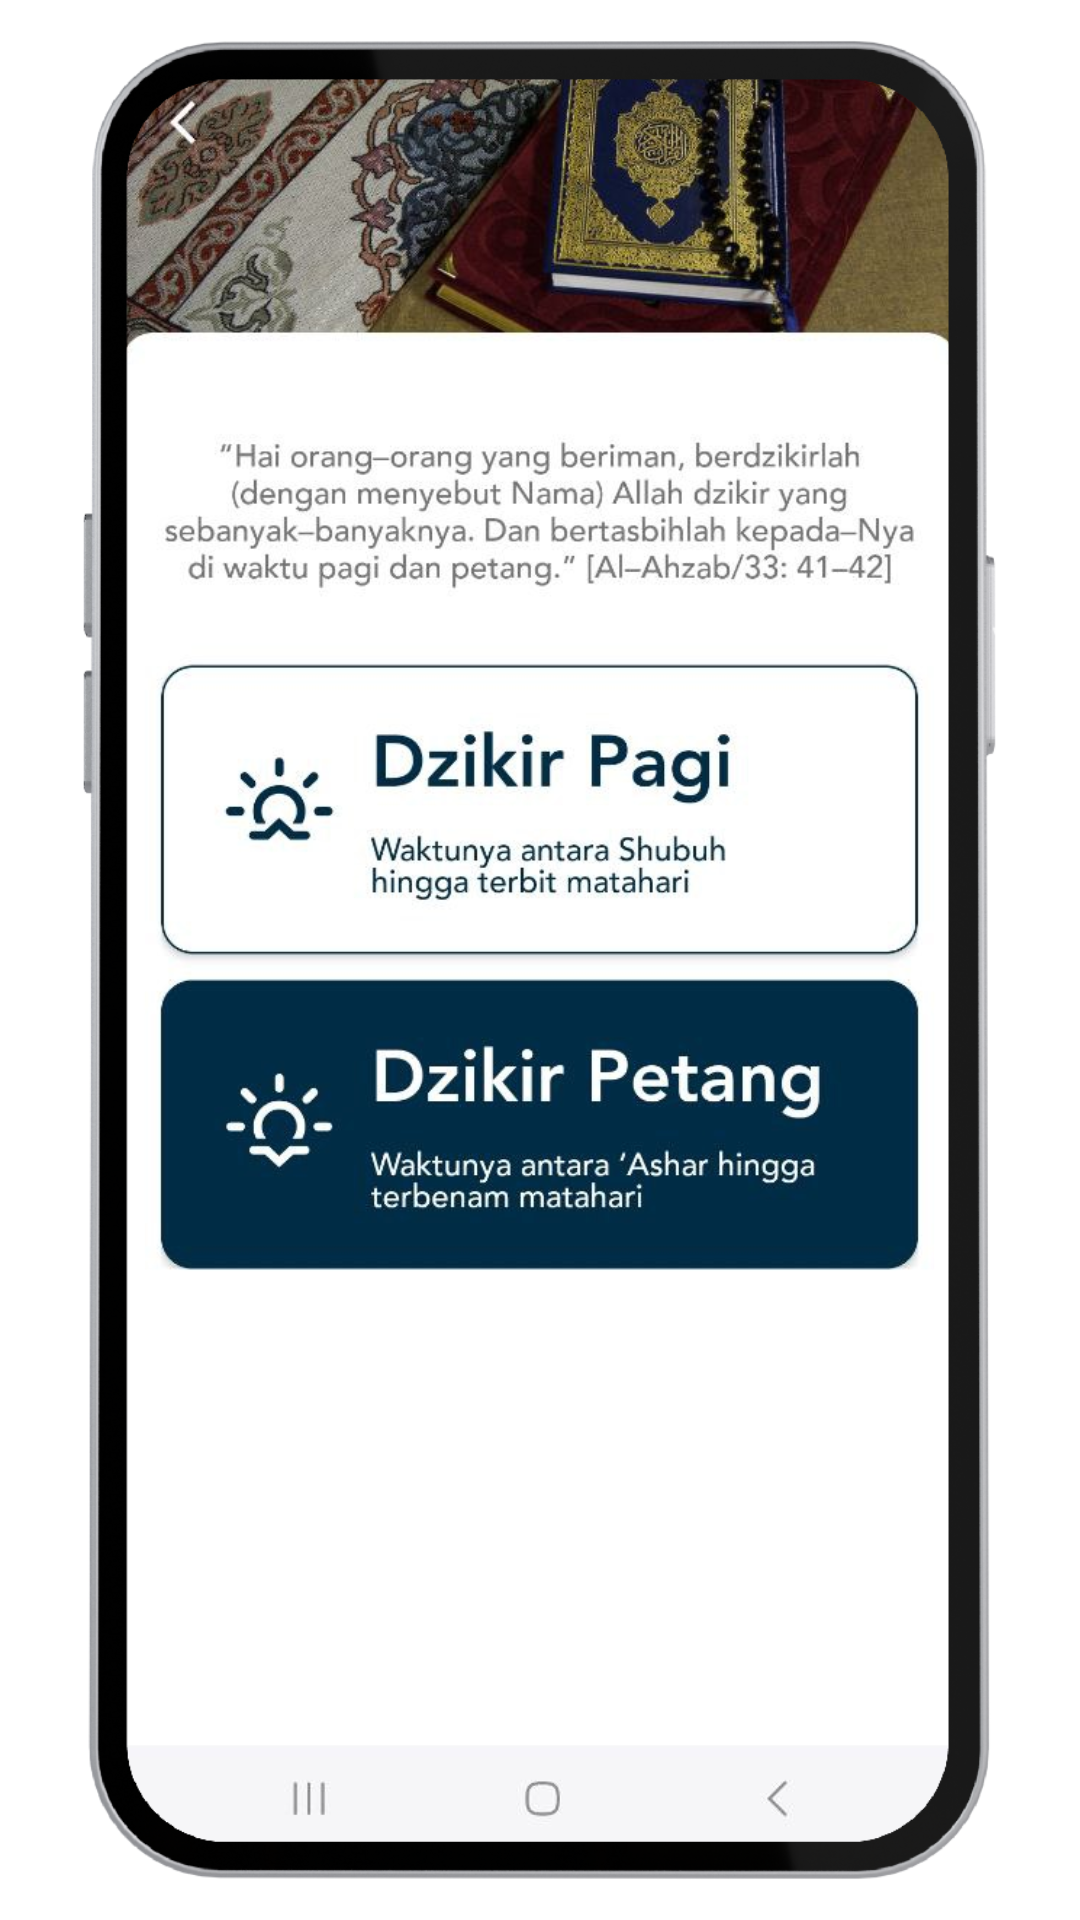 “Hai orang–orang yang beriman, berdzikirlah
(dengan menyebut Nama) Allah dzikir yang
sebanyak–banyaknya. Dan bertasbihlah kepada–Nya
di waktu pagi dan petang.” [Al–Ahzab/33: 41–42]
Dzikir Pagi
Waktunya antara Shubuh
hingga terbit matahari
Dzikir Petang
Waktunya antara ‘Ashar hingga
terbenam matahari